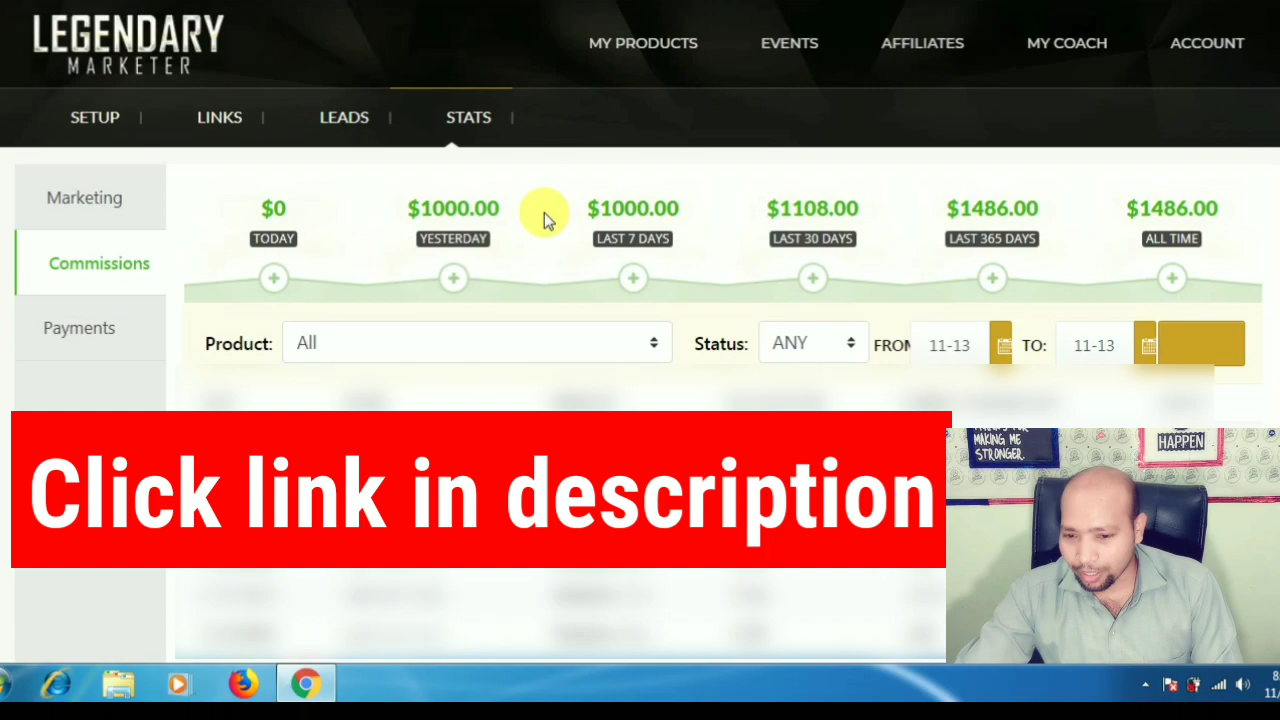 LEGENDARY
MARKETER
MY PRODUCTS
EVENTS
AFFILIATES
MY COACH
ACCOUNT
SETUP |
LINKS |
LEADS |
STATS |
Marketing
Commissions
Payments
$0
TODAY
$1000.00
YESTERDAY
$1000.00
LAST 7 DAYS
$1108.00
LAST 30 DAYS
$1486.00
LAST 365 DAYS
$1486.00
ALL TIME
Product: All
Status: ANY
FROM 11-13
TO: 11-13
Click link in description
MAKING ME
STRONGER.
HAPPEN
8
11/